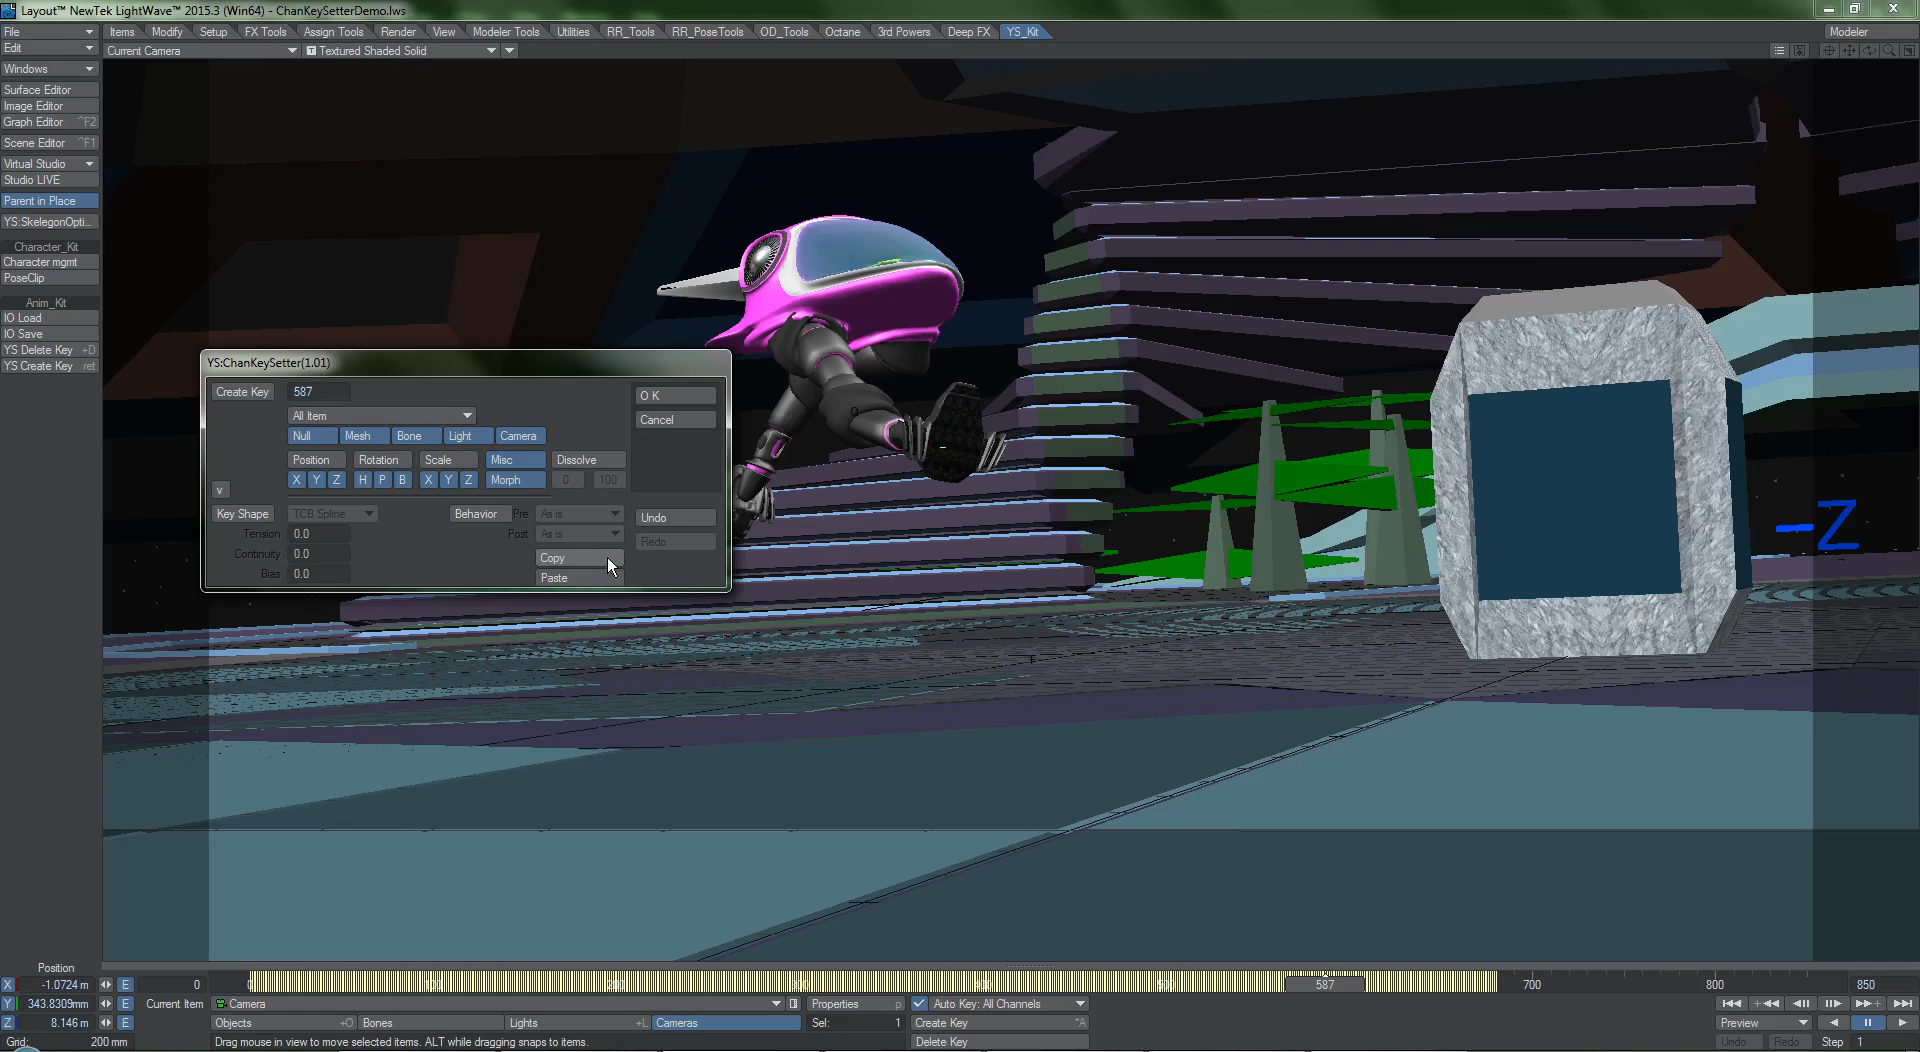 Layout™ NewTek LightWave™ 2015.3 (Win64) - ChanKeySetterDemo.lws
File Items Modify Setup FX Tools Assign Tools Render View Modeler Tools Utilities RR_Tools RR_PoseTools OD_Tools Octane 3rd Powers Deep FX YS_Kit Modeler
Edit Current Camera T Textured Shaded Solid
Windows
Surface Editor
Image Editor
Graph Editor ^F2
Scene Editor ^F1
Virtual Studio
Studio LIVE
Parent in Place
YS:SkelegonOpti...
Character_Kit
Character mgmt
PoseClip
Anim_Kit
IO Load
IO Save
YS Delete Key +D
YS Create Key ret
YS:ChanKeySetter(1.01)
Create Key 587 O K
All Item Cancel
Null Mesh Bone Light Camera
Position Rotation Scale Misc Dissolve
X Y Z H P B X Y Z Morph 0 100
v
Key Shape TCB Spline Behavior Pre As is Undo
Tension 0.0 Post As is Redo
Continuity 0.0 Copy
Bias 0.0 Paste
-Z
Position
X -1.0724 m E 0 587 700 800 850
Y 343.8309mm E Current Item Camera Properties p Auto Key: All Channels
Z 8.146 m E Objects +O Bones Lights +L Cameras Sel: 1 Create Key ^A Preview
Grid: 200 mm Drag mouse in view to move selected items. ALT while dragging snaps to items. Delete Key Undo Redo Step 1